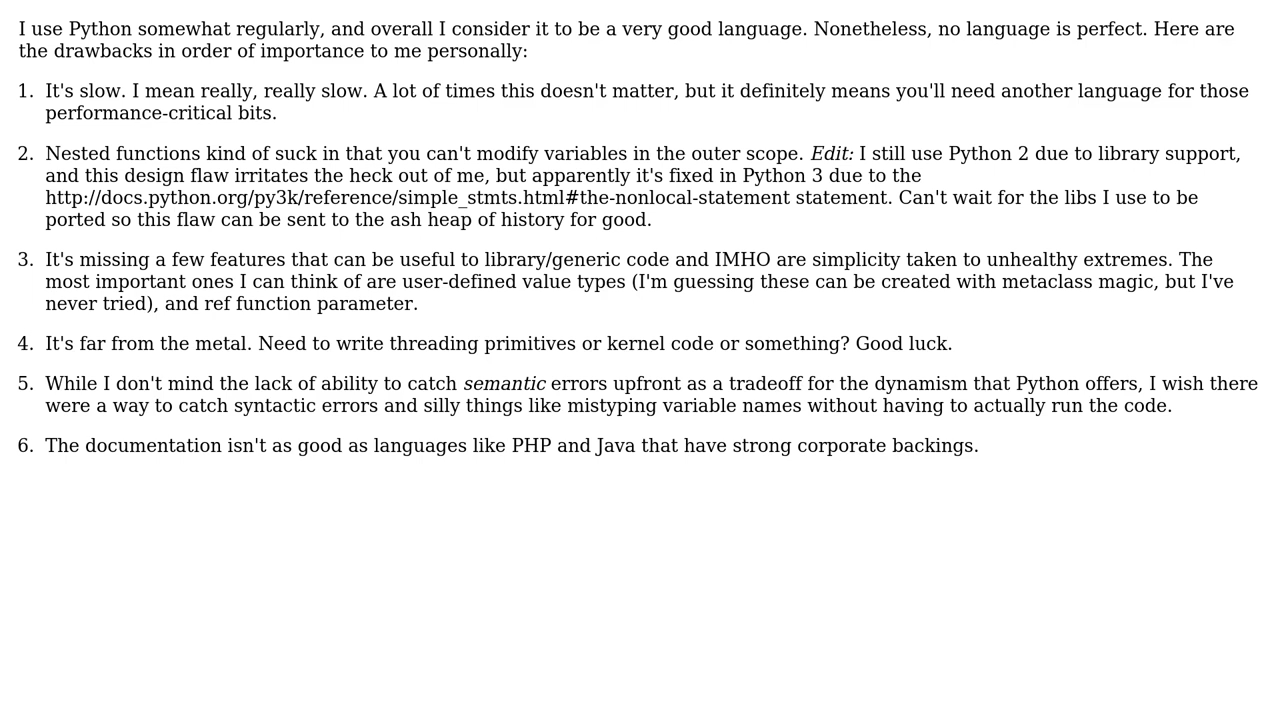 I use Python somewhat regularly, and overall I consider it to be a very good language. Nonetheless, no language is perfect. Here are
the drawbacks in order of importance to me personally:
1. It's slow. I mean really, really slow. A lot of times this doesn't matter, but it definitely means you'll need another language for those
performance-critical bits.
2. Nested functions kind of suck in that you can't modify variables in the outer scope. Edit: I still use Python 2 due to library support,
and this design flaw irritates the heck out of me, but apparently it's fixed in Python 3 due to the
http://docs.python.org/py3k/reference/simple_stmts.html#the-nonlocal-statement statement. Can't wait for the libs I use to be
ported so this flaw can be sent to the ash heap of history for good.
3. It's missing a few features that can be useful to library/generic code and IMHO are simplicity taken to unhealthy extremes. The
most important ones I can think of are user-defined value types (I'm guessing these can be created with metaclass magic, but I've
never tried), and ref function parameter.
4. It's far from the metal. Need to write threading primitives or kernel code or something? Good luck.
5. While I don't mind the lack of ability to catch semantic errors upfront as a tradeoff for the dynamism that Python offers, I wish there
were a way to catch syntactic errors and silly things like mistyping variable names without having to actually run the code.
6. The documentation isn't as good as languages like PHP and Java that have strong corporate backings.